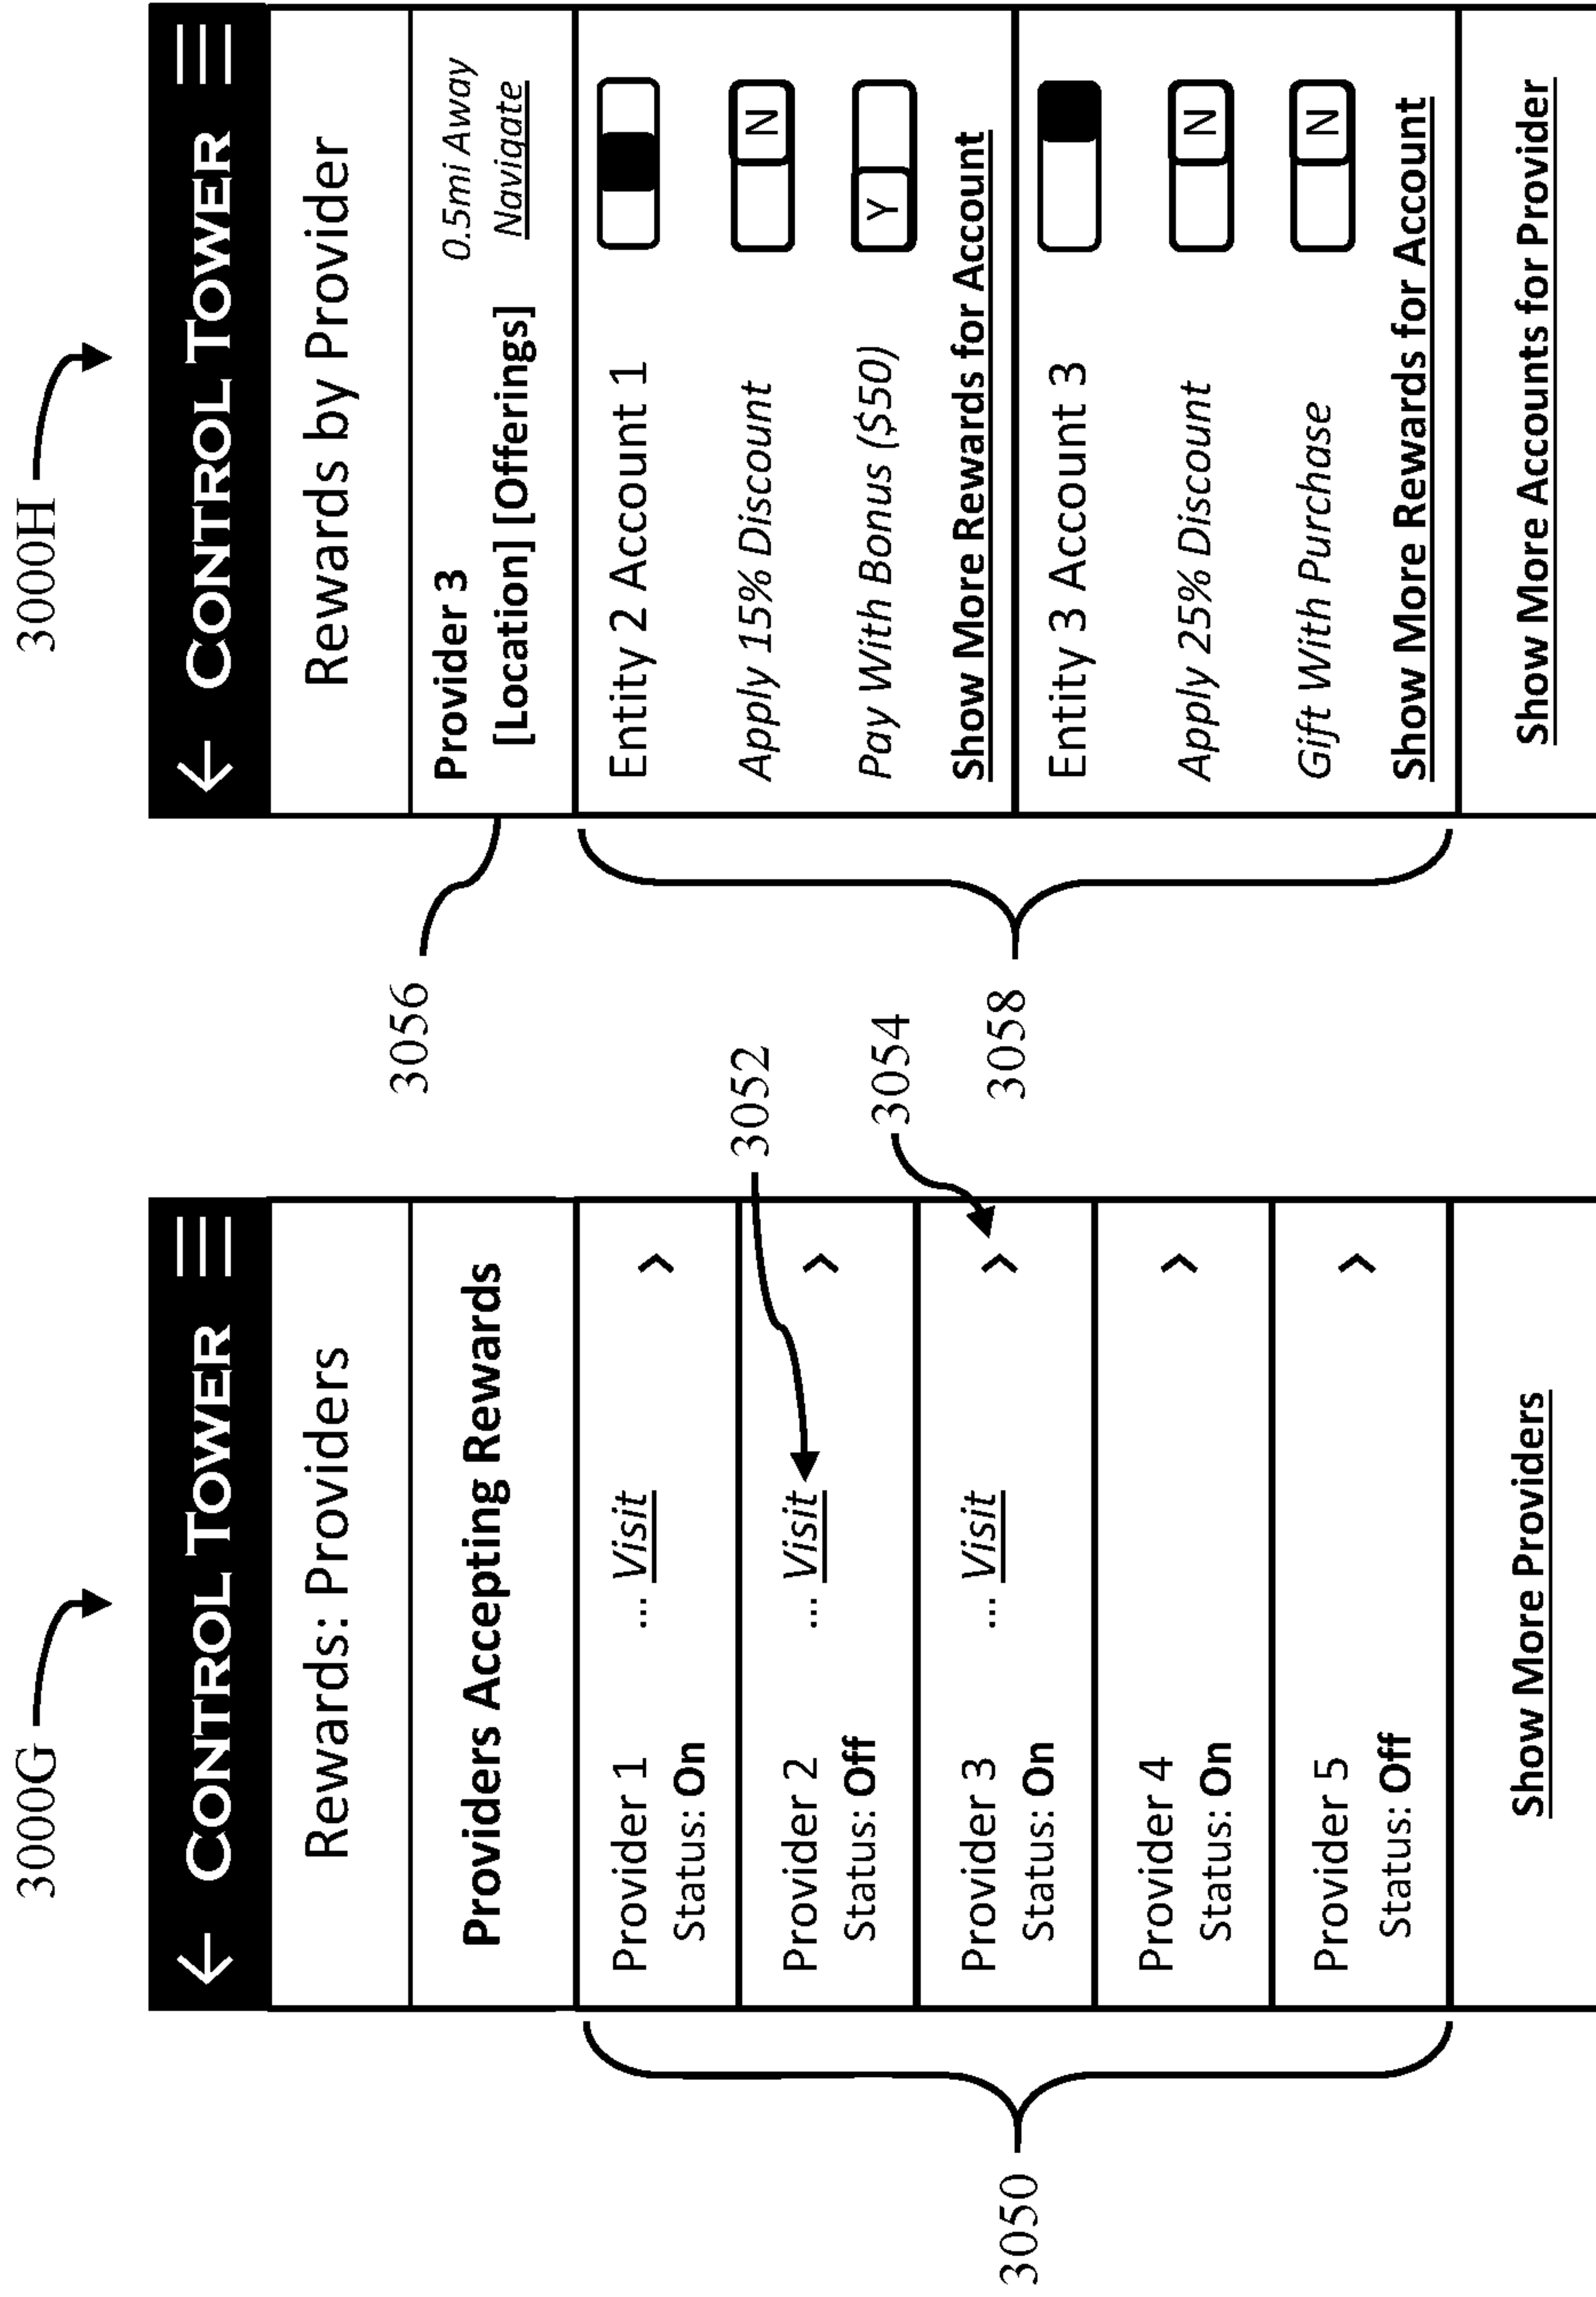 3000G
CONTROL TOWER
Rewards: Providers
Providers Accepting Rewards
Provider 1 ... Visit >
Status: On
Provider 2 ... Visit >
Status: Off
Provider 3 ... Visit >
Status: On
Provider 4 >
Status: On
Provider 5 >
Status: Off
Show More Providers
3050
3052
3054
3000H
CONTROL TOWER
Rewards by Provider
Provider 3 0.5mi Away
[Location] [Offerings] Navigate
Entity 2 Account 1
Apply 15% Discount N
Pay With Bonus ($50) Y
Show More Rewards for Account
Entity 3 Account 3
Apply 25% Discount N
Gift With Purchase N
Show More Rewards for Account
Show More Accounts for Provider
3056
3058